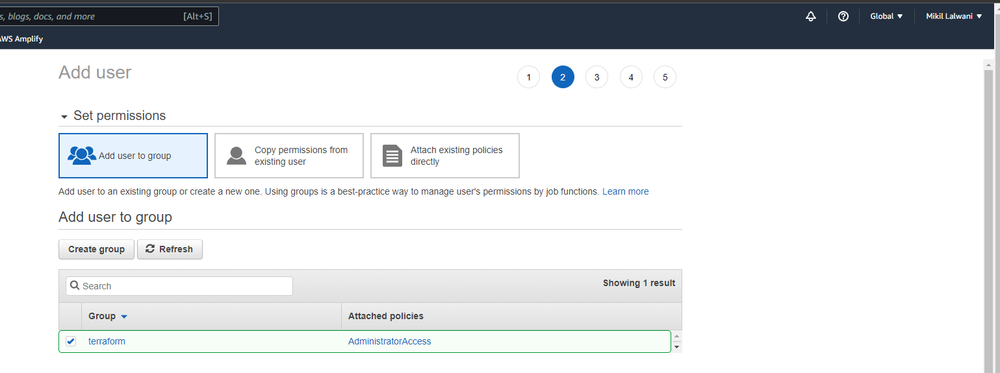 s, blogs, docs, and more [Alt+S] Global Mikil Lalwani
AWS Amplify
Add user 1 2 3 4 5
Set permissions
Add user to group
Copy permissions from
existing user
Attach existing policies
directly
Add user to an existing group or create a new one. Using groups is a best-practice way to manage user's permissions by job functions. Learn more
Add user to group
Create group Refresh
Search Showing 1 result
Group Attached policies
terraform AdministratorAccess